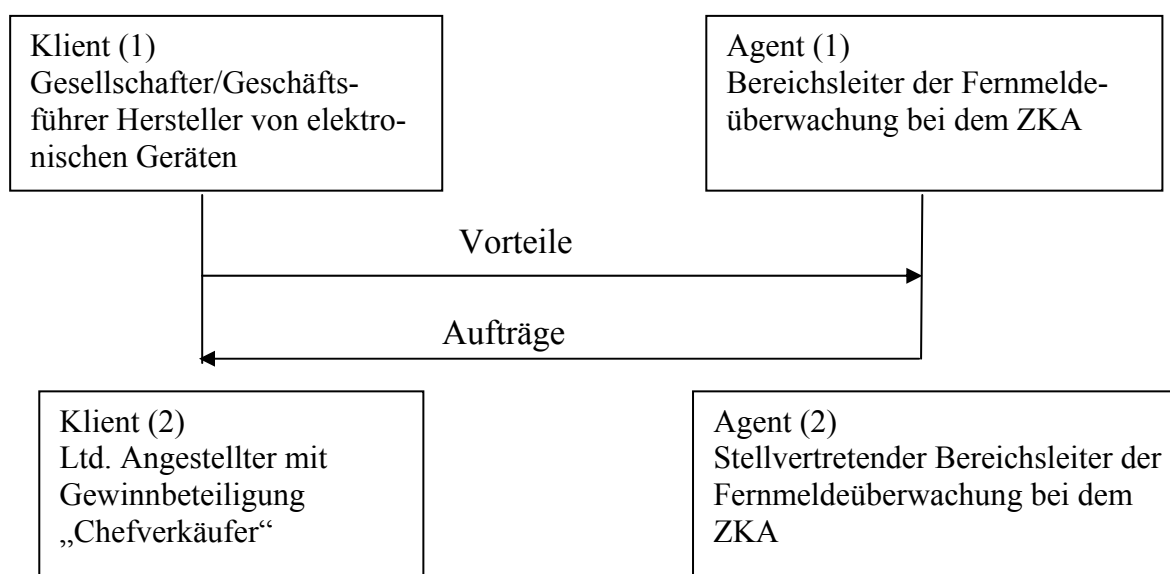 Klient (1)
Gesellschafter/Geschäfts-
führer Hersteller von elektro-
nischen Geräten
Agent (1)
Bereichsleiter der Fernmelde-
überwachung bei dem ZKA
Vorteile
Aufträge
Klient (2)
Ltd. Angestellter mit
Gewinnbeteiligung
„Chefverkäufer“
Agent (2)
Stellvertretender Bereichsleiter der
Fernmeldeüberwachung bei dem
ZKA